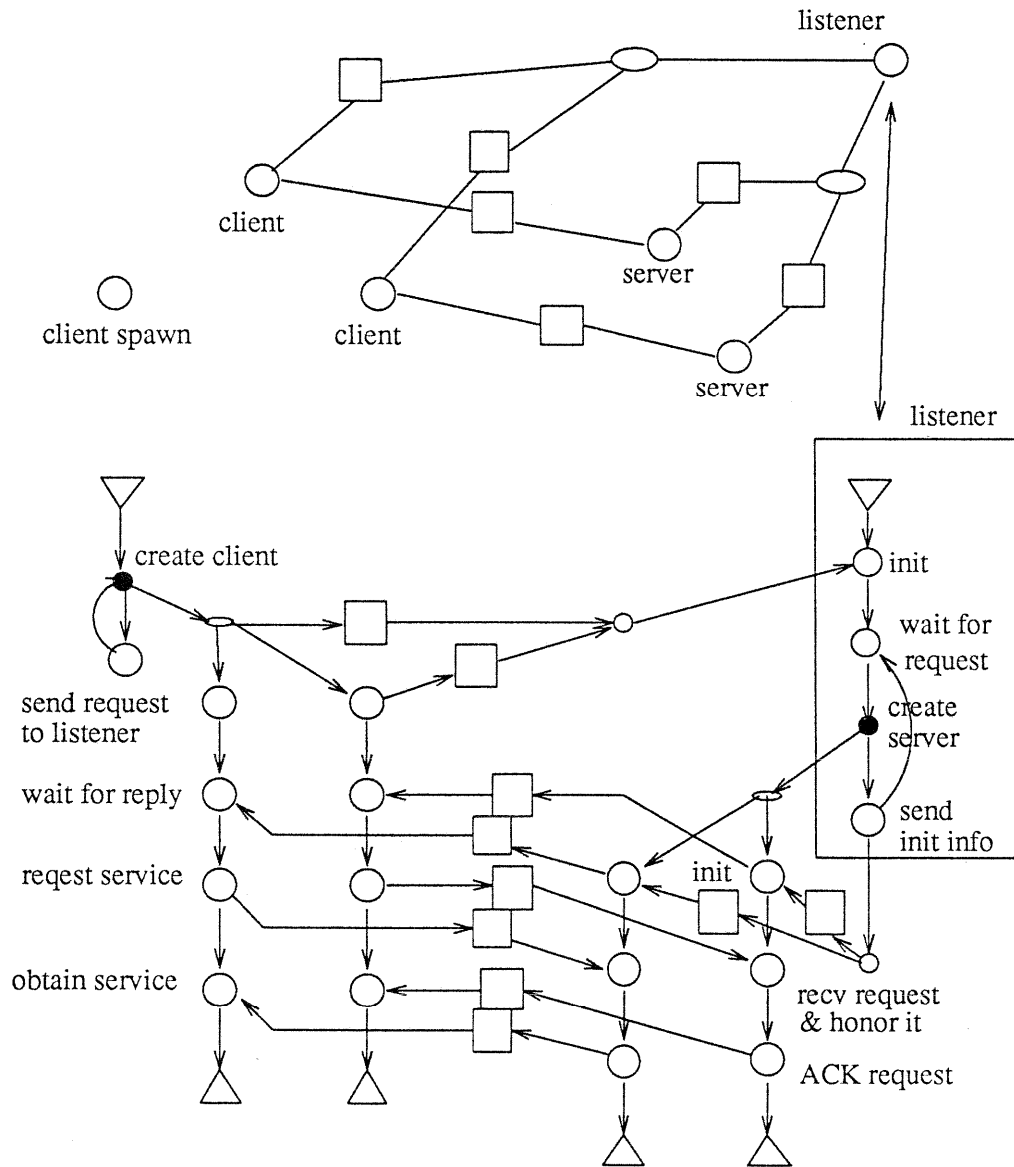 listener
client
server
client spawn
client
server
listener
create client
init
wait for
request
send request
to listener
create
server
wait for reply
send
init info
reqest service
init
obtain service
recv request
& honor it
ACK request